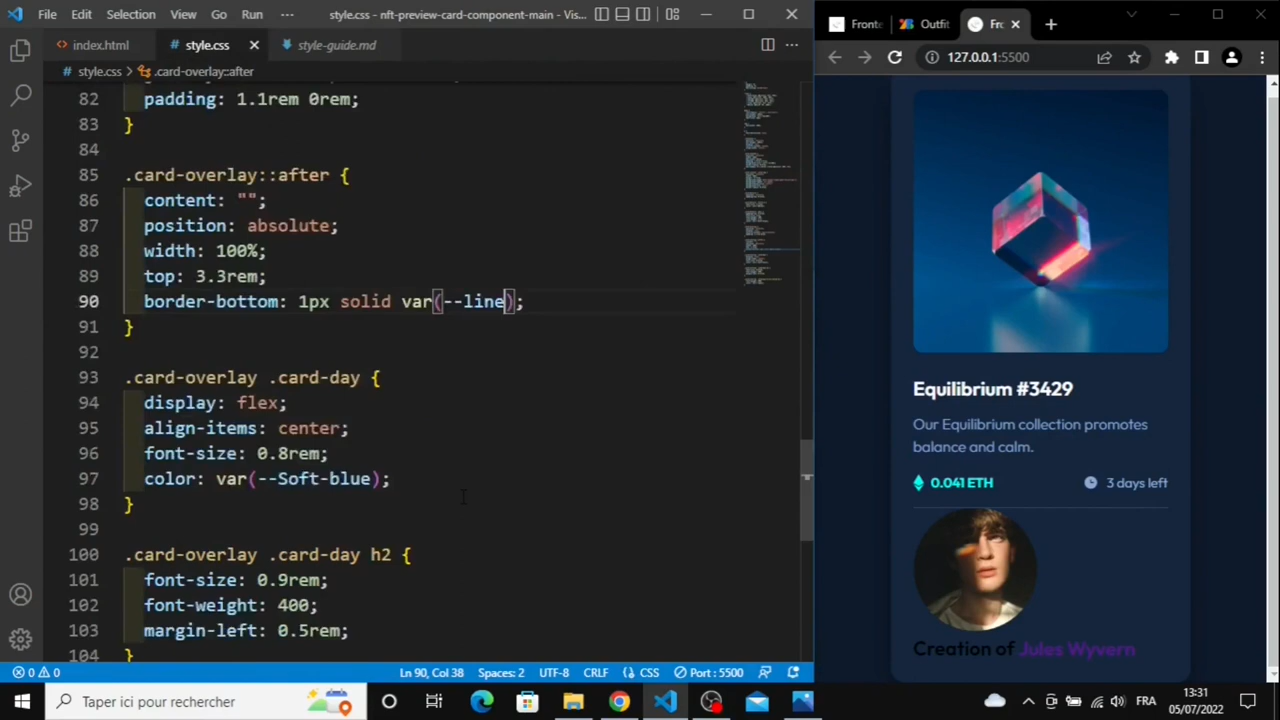 File Edit Selection View Go Run ··· style.css - nft-preview-card-component-main - Vis...
index.html style.css style-guide.md
style.css > .card-overlay::after
82 padding: 1.1rem 0rem;
83 }
84
85 .card-overlay::after {
86 content: "";
87 position: absolute;
88 width: 100%;
89 top: 3.3rem;
90 border-bottom: 1px solid var(--line);
91 }
92
93 .card-overlay .card-day {
94 display: flex;
95 align-items: center;
96 font-size: 0.8rem;
97 color: var(--Soft-blue);
98 }
99
100 .card-overlay .card-day h2 {
101 font-size: 0.9rem;
102 font-weight: 400;
103 margin-left: 0.5rem;
104 }
0 0 Ln 90, Col 38 Spaces: 2 UTF-8 CRLF CSS Port : 5500
Fronte Outfit Fro
127.0.0.1:5500
Equilibrium #3429
Our Equilibrium collection promotes
balance and calm.
0.041 ETH 3 days left
Creation of Jules Wyvern
Taper ici pour rechercher FRA 13:31
05/07/2022